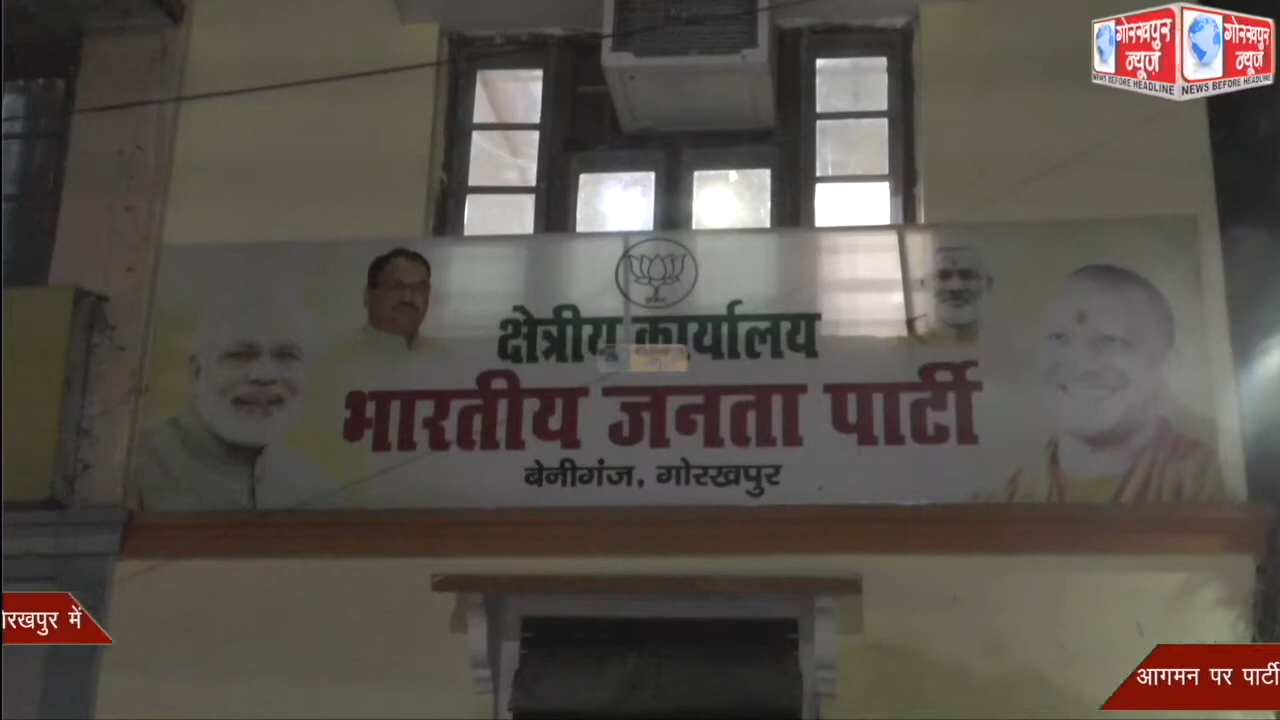 गोरखपुर
न्यूज़
NEWS BEFORE HEADLINE
गोरखपुर
न्यूज़
NEWS BEFORE HEADLINE
क्षेत्रीय कार्यालय
भारतीय जनता पार्टी
बेनीगंज, गोरखपुर
रखपुर में
आगमन पर पार्टी